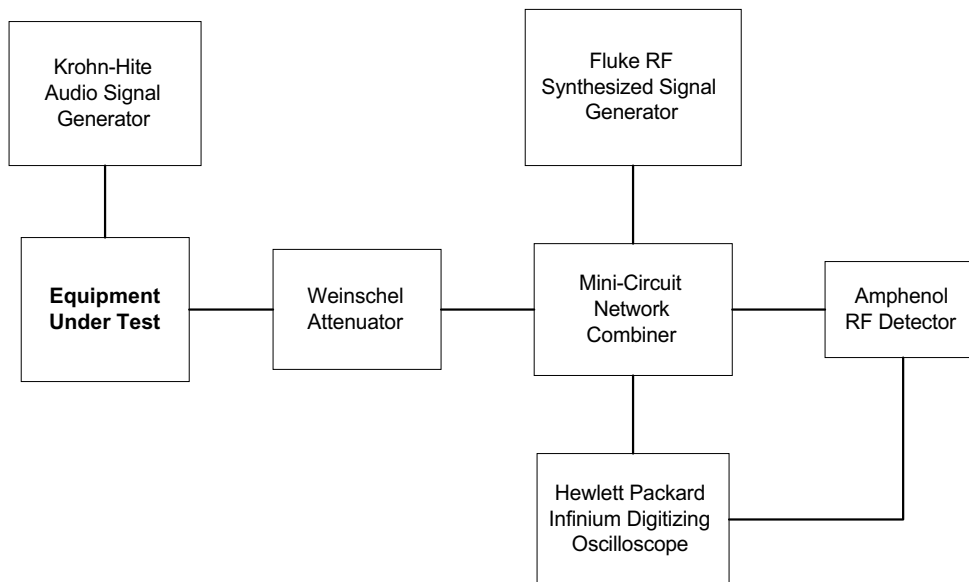 Krohn-Hite
Audio Signal
Generator
Fluke RF
Synthesized Signal
Generator
Equipment
Under Test
Weinschel
Attenuator
Mini-Circuit
Network
Combiner
Amphenol
RF Detector
Hewlett Packard
Infinium Digitizing
Oscilloscope